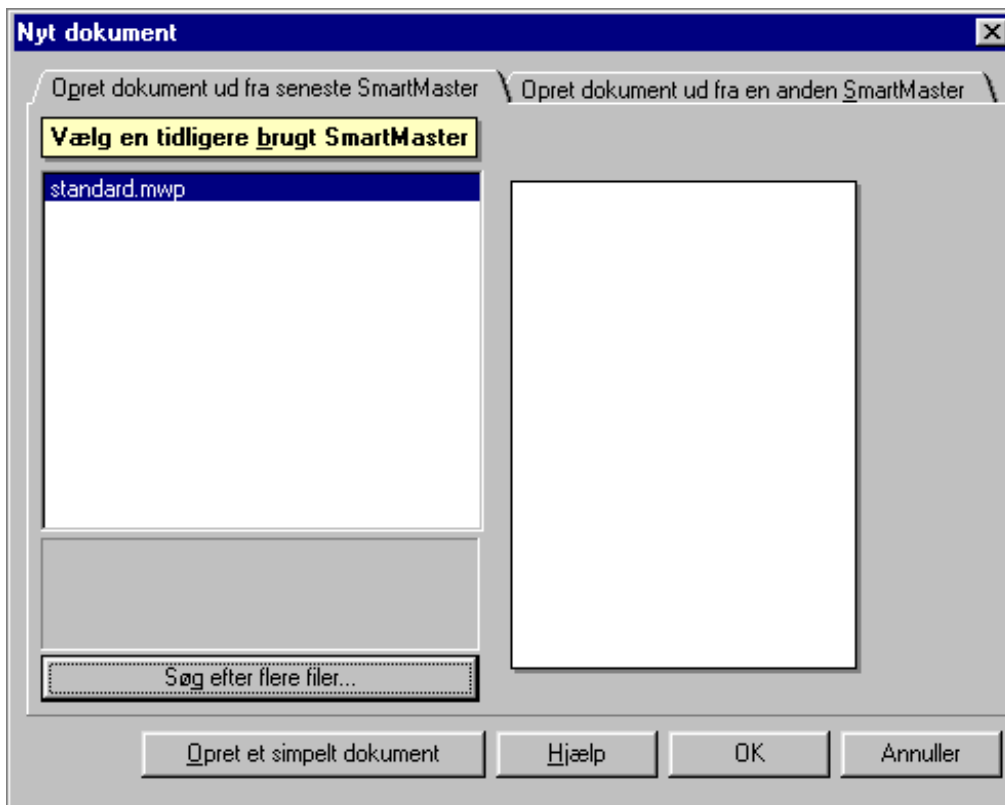 Nyt dokument
Opret dokument ud fra seneste SmartMaster
Opret dokument ud fra en anden SmartMaster
Vælg en tidligere brugt SmartMaster
standard.mwp
Søg efter flere filer...
Opret et simpelt dokument
Hjælp
OK
Annuller